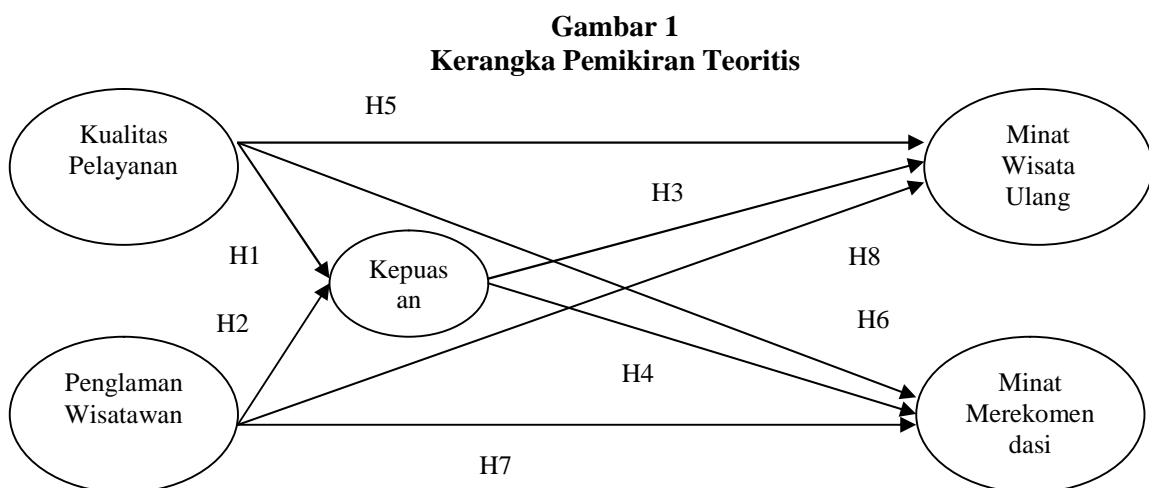 Gambar 1
Kerangka Pemikiran Teoritis
H5
Kualitas
Pelayanan
Minat
Wisata
Ulang
H3
H1
H8
Kepuas
an
H2
H6
H4
Penglaman
Wisatawan
Minat
Merekomen
dasi
H7